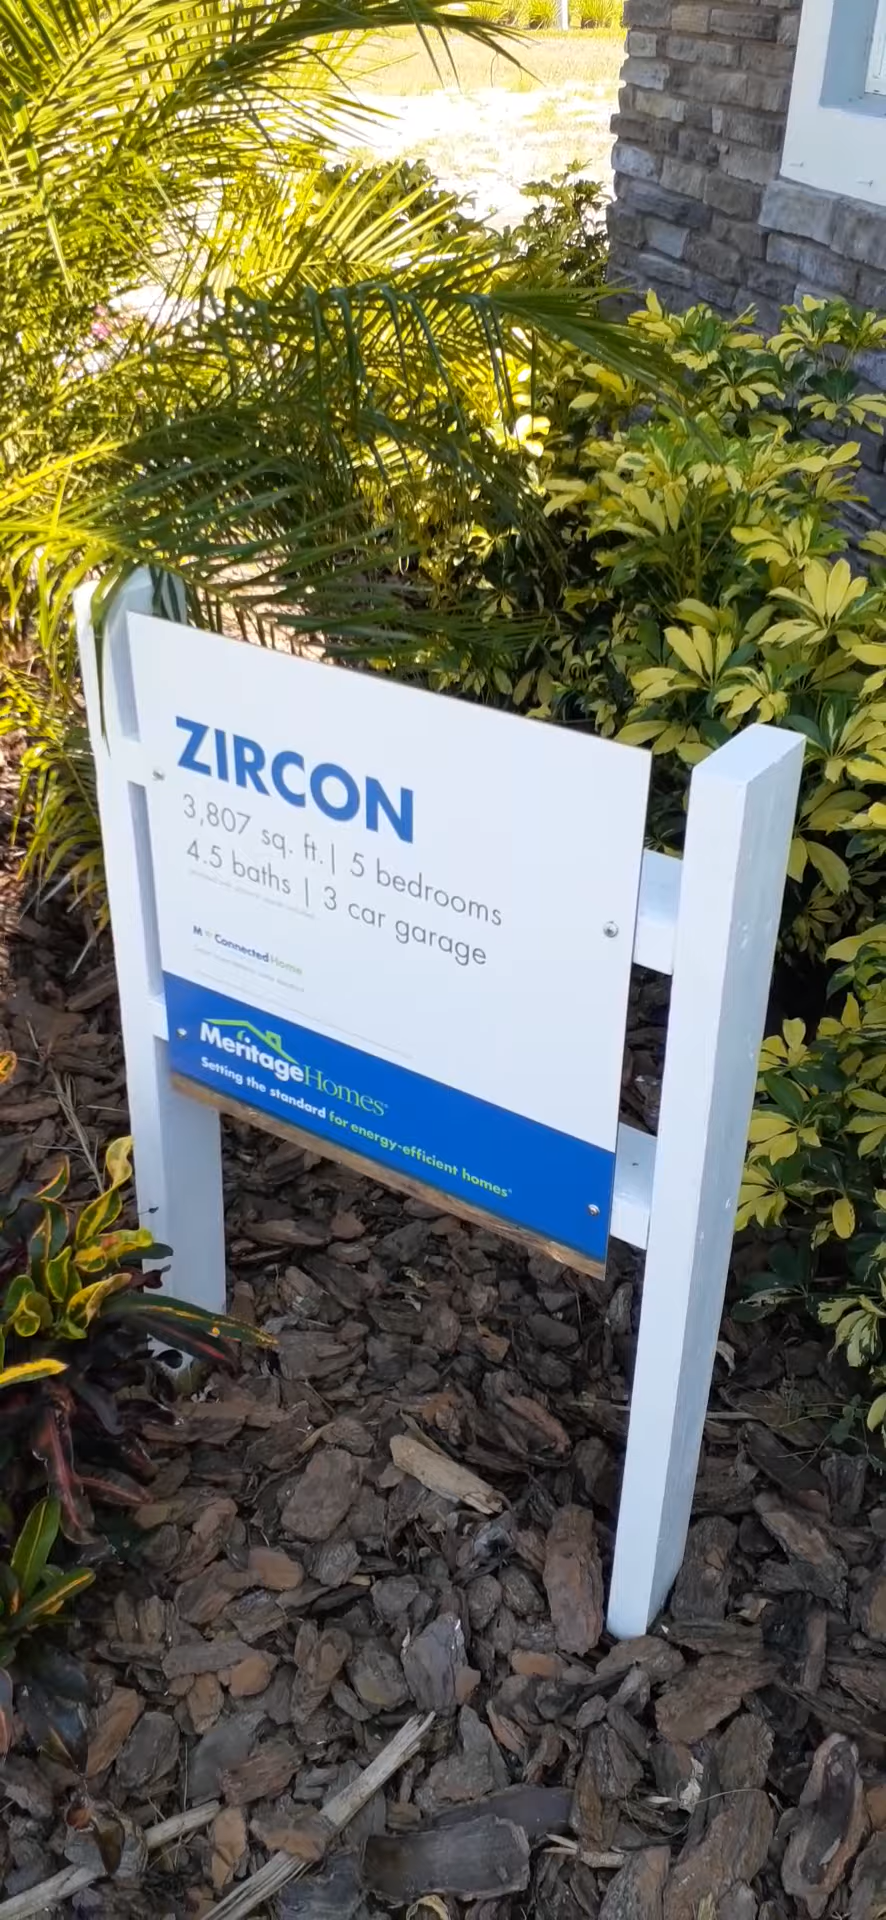 ZIRCON
3,807 sq. ft. | 5 bedrooms
4.5 baths | 3 car garage
M Connected Home
Meritage Homes®
Setting the standard for energy-efficient homes®